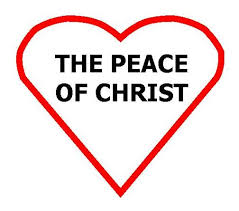 THE PEACE
OF CHRIST